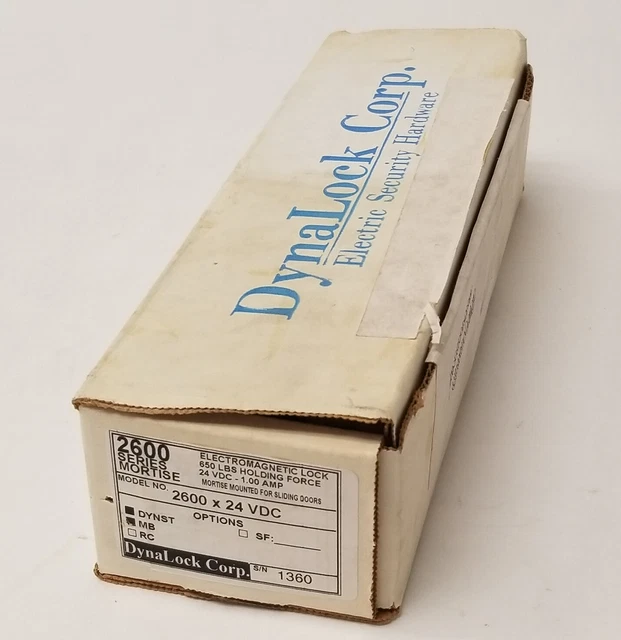 DynaLock Corp.
Electric Security Hardware
2600
SERIES
MORTISE
ELECTROMAGNETIC LOCK
650 LBS HOLDING FORCE
24 VDC - 1.00 AMP
MORTISE MOUNTED FOR SLIDING DOORS
MODEL NO. 2600 x 24 VDC
OPTIONS
DYNST
MB
RC
SF:
DynaLock Corp. S/N 1360